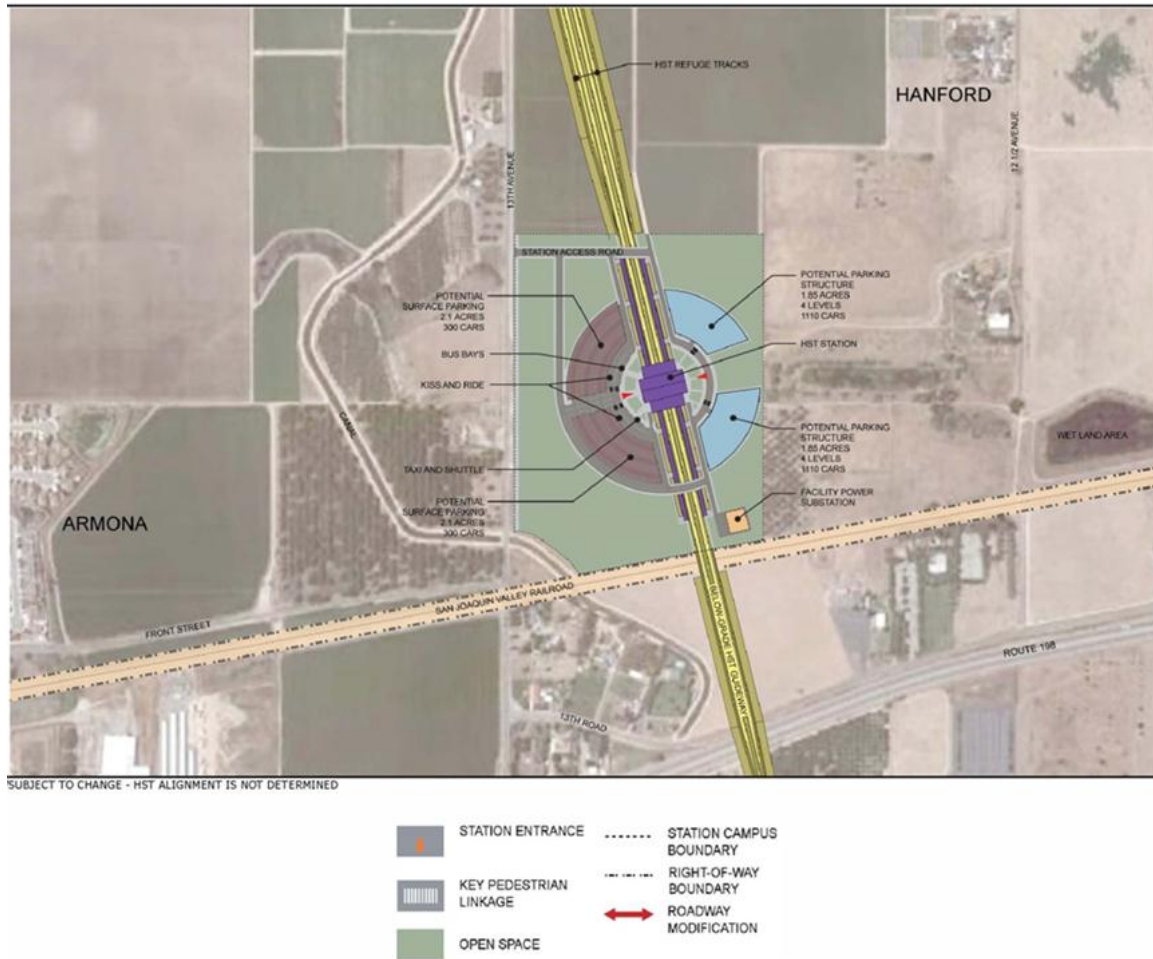 HST REFUGE TRACKS
HANFORD
13TH AVENUE
12 1/2 AVENUE
STATION ACCESS ROAD
POTENTIAL
SURFACE PARKING
2.1 ACRES
300 CARS
BUS BAYS
KISS AND RIDE
TAXI AND SHUTTLE
POTENTIAL
SURFACE PARKING
2.1 ACRES
300 CARS
POTENTIAL PARKING
STRUCTURE
1.85 ACRES
4 LEVELS
1110 CARS
HST STATION
POTENTIAL PARKING
STRUCTURE
1.85 ACRES
4 LEVELS
1110 CARS
FACILITY POWER
SUBSTATION
WET LAND AREA
CANAL
ARMONA
SAN JOAQUIN VALLEY RAILROAD
FRONT STREET
BELOW-GRADE HST GUIDEWAY
ROUTE 198
13TH ROAD
*SUBJECT TO CHANGE - HST ALIGNMENT IS NOT DETERMINED
STATION ENTRANCE
KEY PEDESTRIAN
LINKAGE
OPEN SPACE
STATION CAMPUS
BOUNDARY
RIGHT-OF-WAY
BOUNDARY
ROADWAY
MODIFICATION